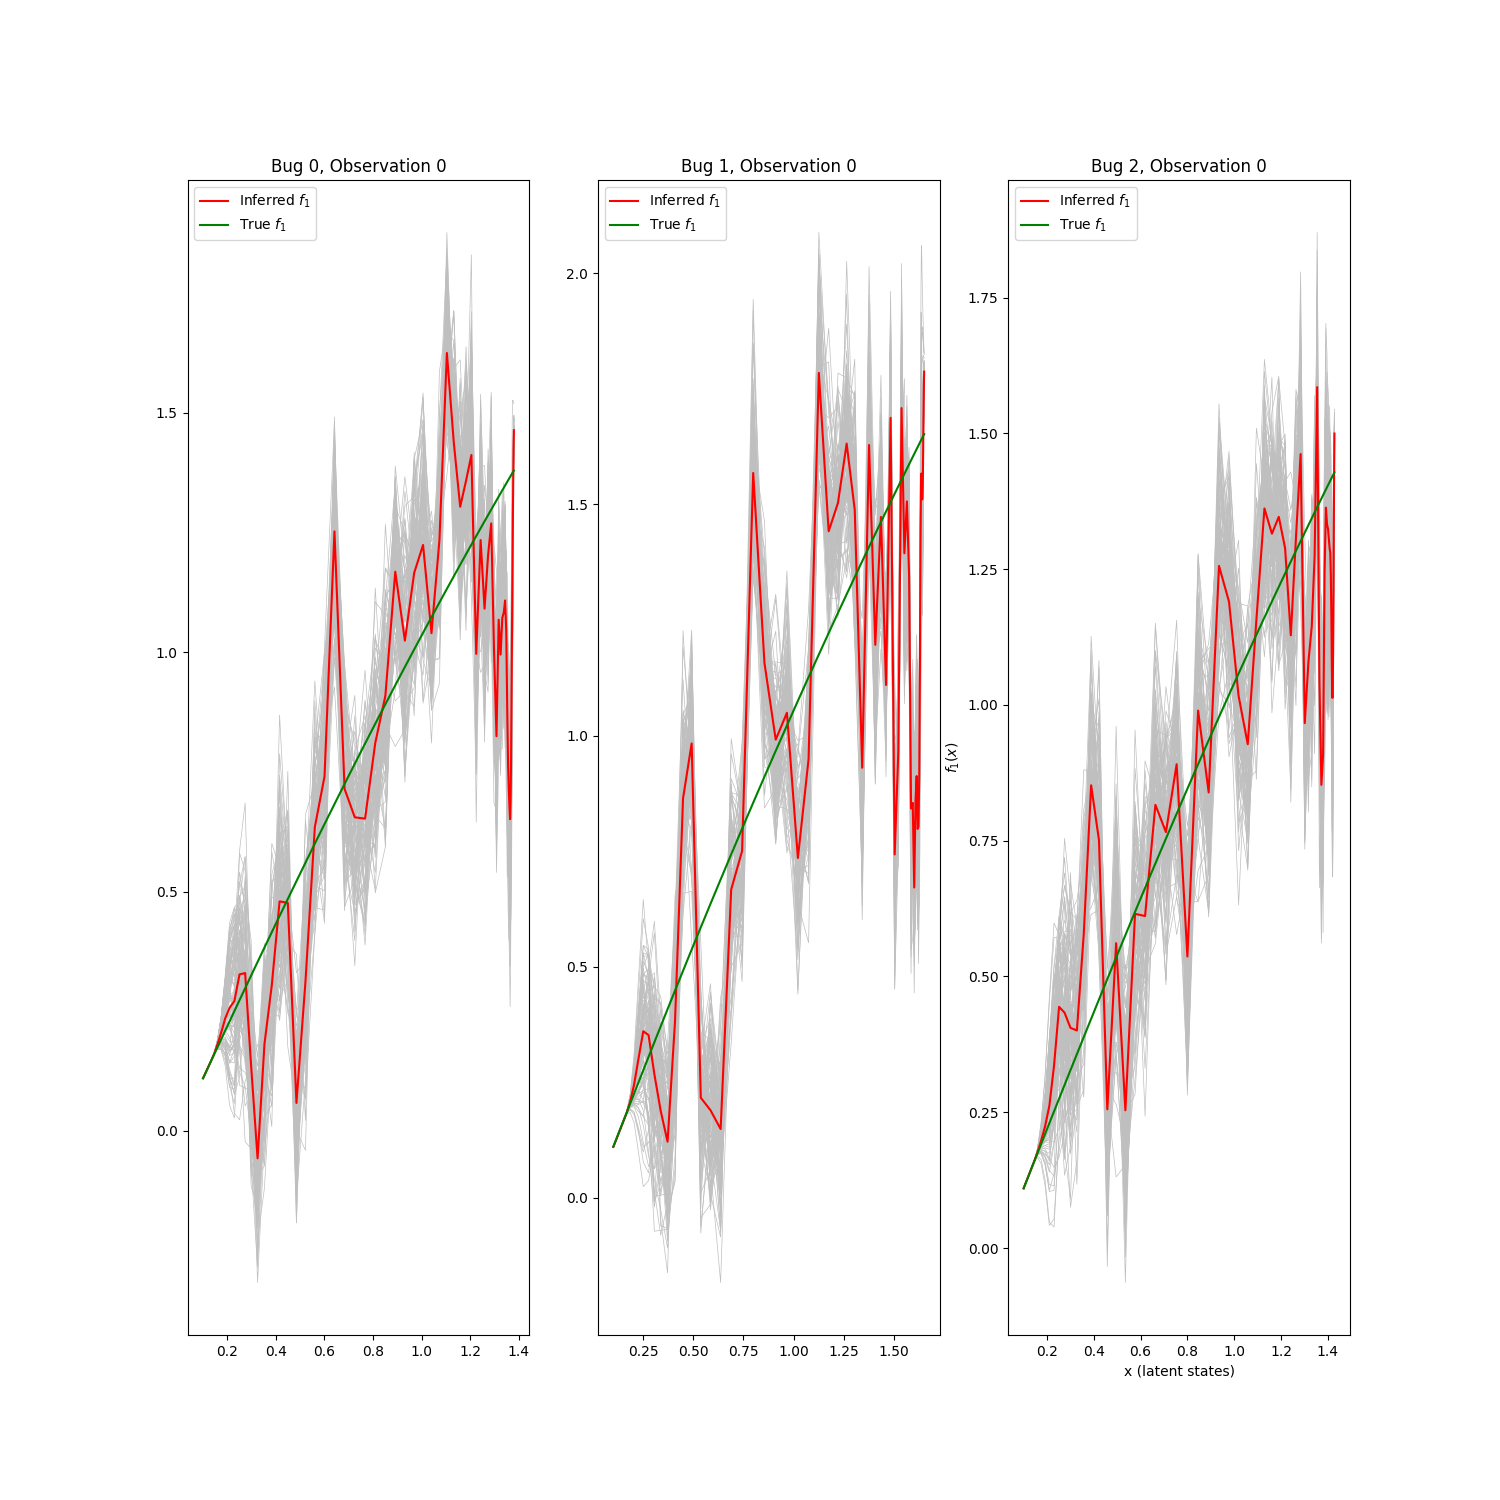 Bug 0, Observation 0
Inferred f₁
True f₁
1.5
1.0
0.5
0.0
0.2 0.4 0.6 0.8 1.0 1.2 1.4
Bug 1, Observation 0
Inferred f₁
True f₁
2.0
1.5
1.0
0.5
0.0
0.25 0.50 0.75 1.00 1.25 1.50
Bug 2, Observation 0
Inferred f₁
True f₁
f₁(x)
1.75
1.50
1.25
1.00
0.75
0.50
0.25
0.00
0.2 0.4 0.6 0.8 1.0 1.2 1.4
x (latent states)